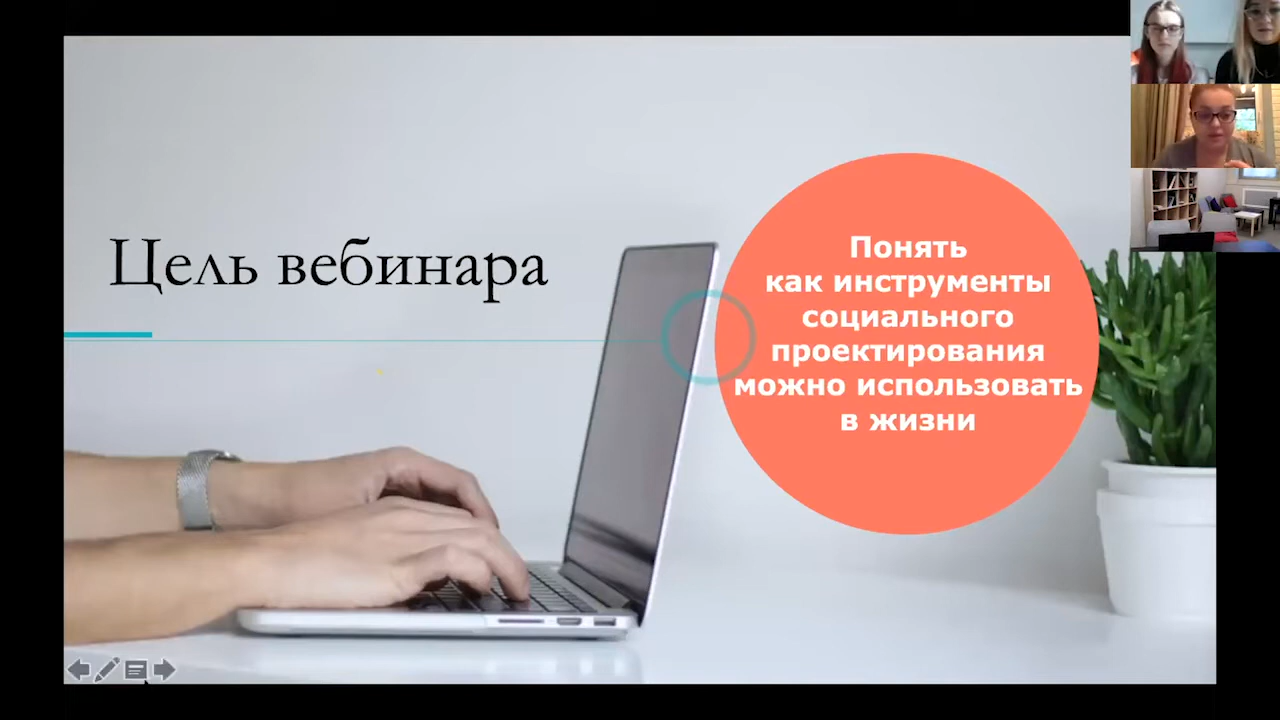 Цель вебинара
Понять
как инструменты
социального
проектирования
можно использовать
в жизни